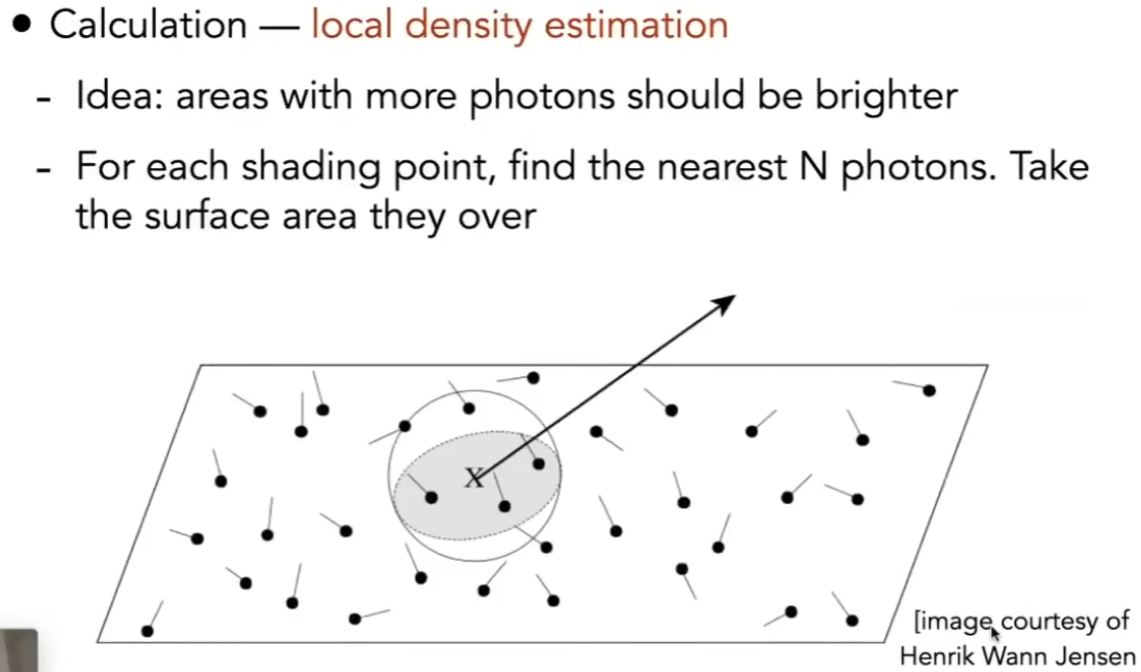 • Calculation — local density estimation
- Idea: areas with more photons should be brighter
- For each shading point, find the nearest N photons. Take
the surface area they over
X
[image courtesy of
Henrik Wann Jensen